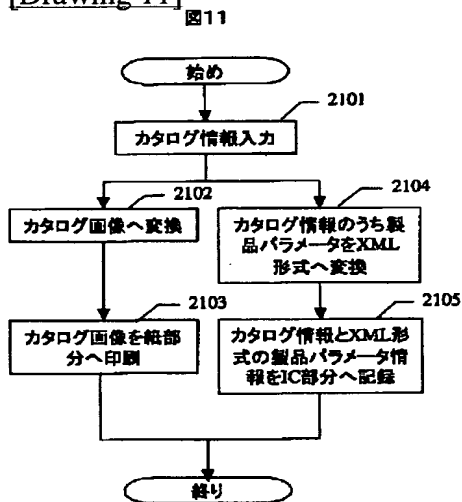 [Drawing 11]
図11
始め
2101
カタログ情報入力
2102
カタログ画像へ変換
2104
カタログ情報のうち製
品パラメータをXML
形式へ変換
2103
カタログ画像を紙部
分へ印刷
2105
カタログ情報とXML形
式の製品パラメータ情
報をIC部分へ記録
終り